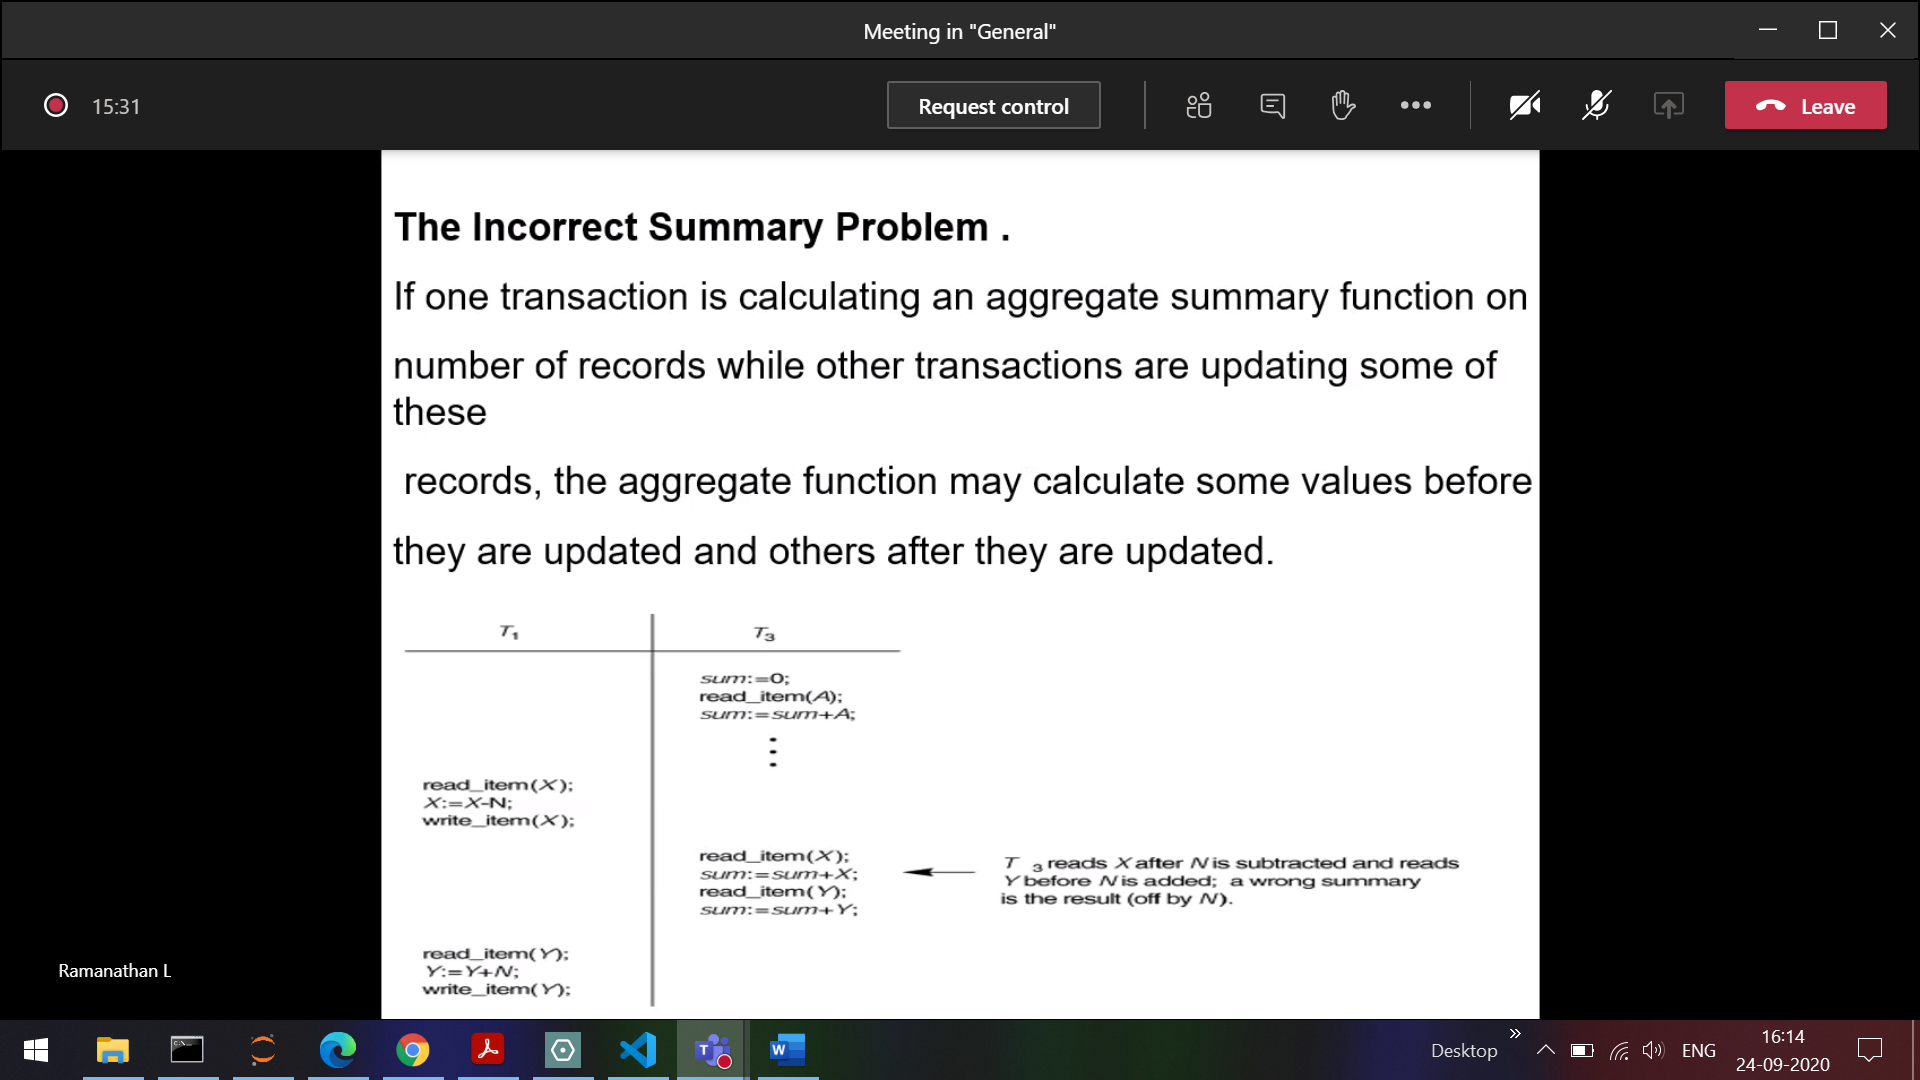 Meeting in "General"
15:31
Request control
Leave
The Incorrect Summary Problem .
If one transaction is calculating an aggregate summary function on
number of records while other transactions are updating some of
these
records, the aggregate function may calculate some values before
they are updated and others after they are updated.
T1
T3
sum:=0;
read_item(A);
sum:=sum+A;
read_item(X);
X:=X-N;
write_item(X);
read_item(X);
sum:=sum+X;
read_item(Y);
sum:=sum+Y;
T 3 reads X after N is subtracted and reads
Y before N is added; a wrong summary
is the result (off by N).
read_item(Y);
Y:=Y+N;
write_item(Y);
Ramanathan L
Desktop
ENG
16:14
24-09-2020